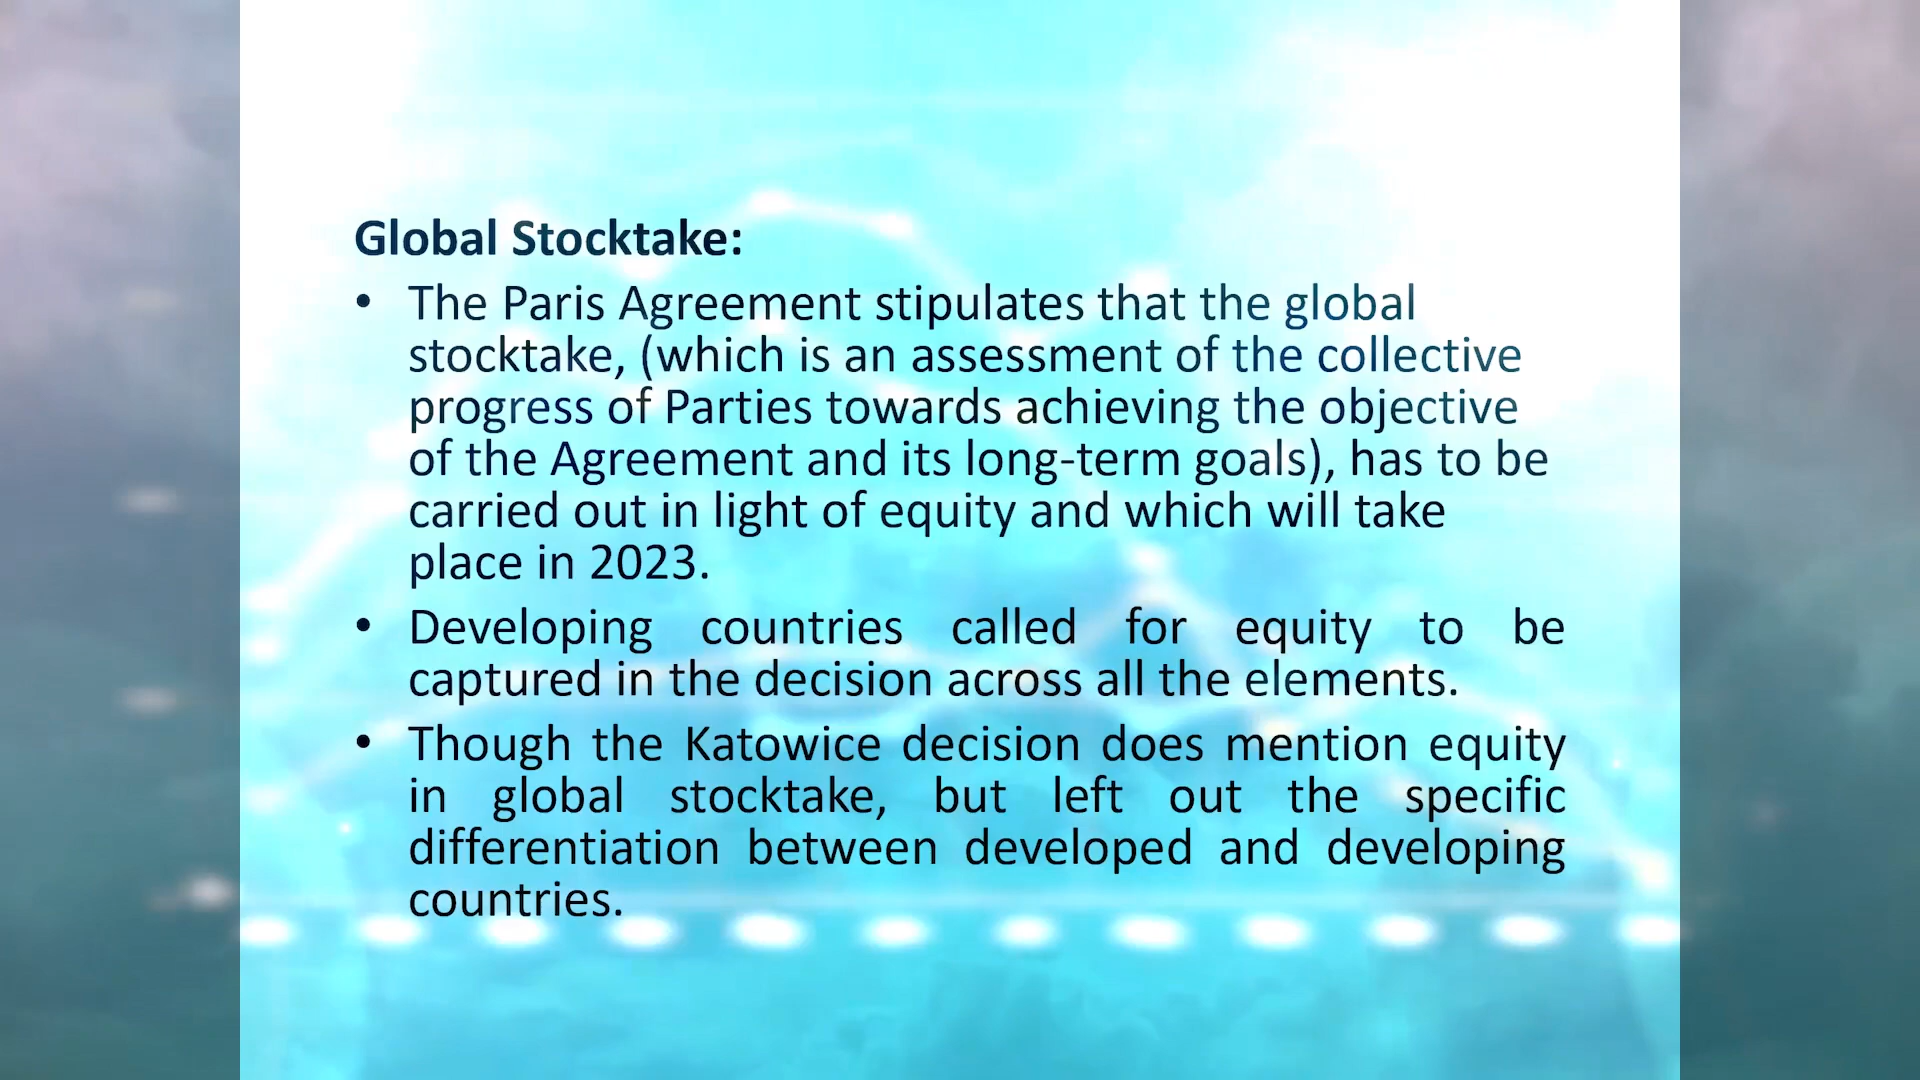 Global Stocktake:
• The Paris Agreement stipulates that the global
stocktake, (which is an assessment of the collective
progress of Parties towards achieving the objective
of the Agreement and its long-term goals), has to be
carried out in light of equity and which will take
place in 2023.
• Developing countries called for equity to be
captured in the decision across all the elements.
• Though the Katowice decision does mention equity
in global stocktake, but left out the specific
differentiation between developed and developing
countries.